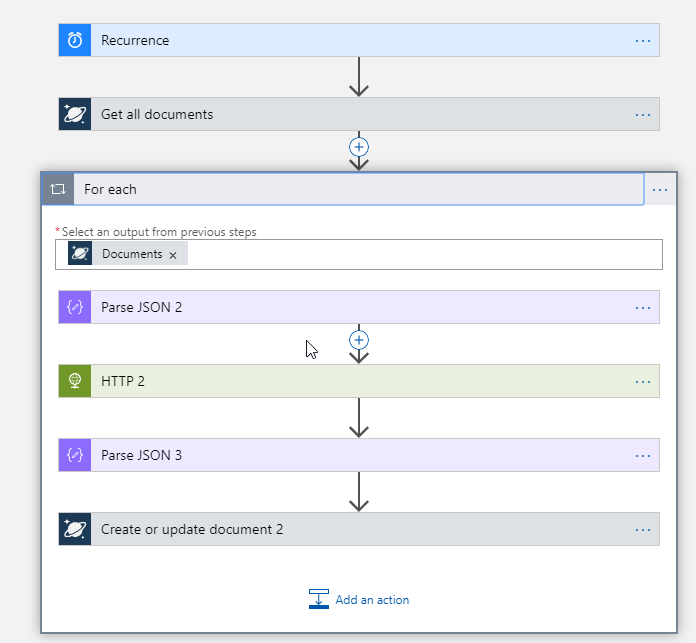 Recurrence
Get all documents
For each
*Select an output from previous steps
Documents ×
Parse JSON 2
HTTP 2
Parse JSON 3
Create or update document 2
Add an action